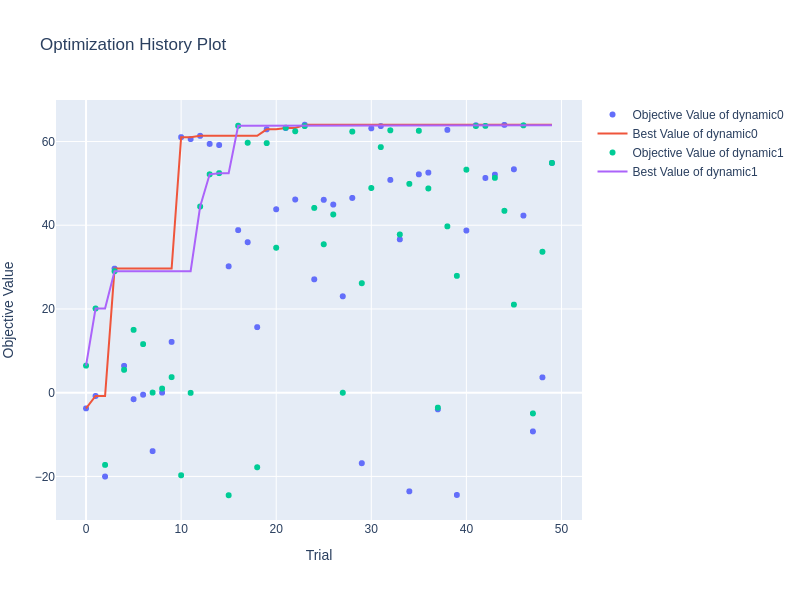 Optimization History Plot
Objective Value of dynamic0
Best Value of dynamic0
Objective Value of dynamic1
Best Value of dynamic1
60
40
20
0
−20
Objective Value
0
10
20
30
40
50
Trial